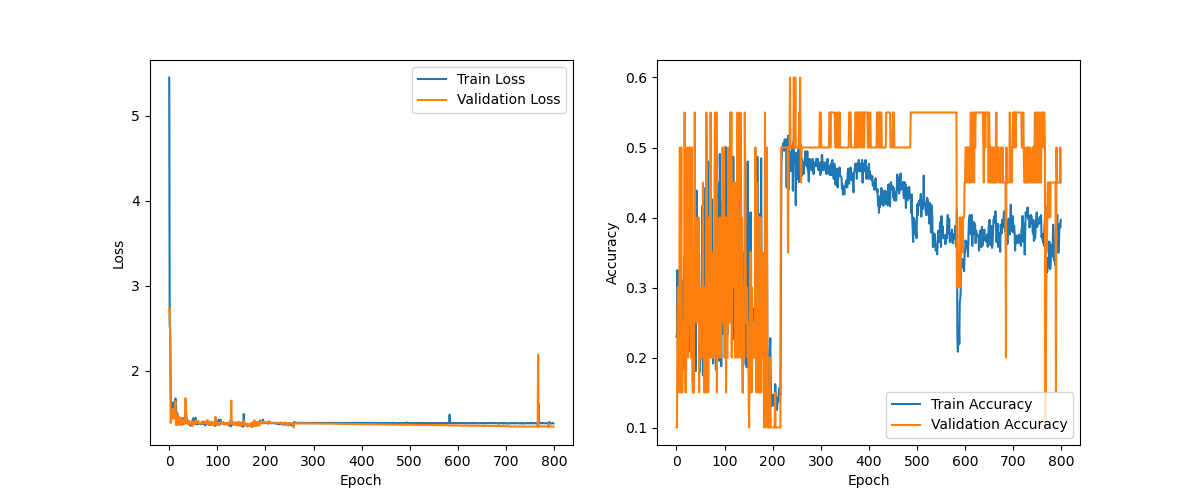 Train Loss
Validation Loss
5
4
3
2
Loss
0 100 200 300 400 500 600 700 800
Epoch
0.6
0.5
0.4
0.3
0.2
0.1
Accuracy
Train Accuracy
Validation Accuracy
0 100 200 300 400 500 600 700 800
Epoch